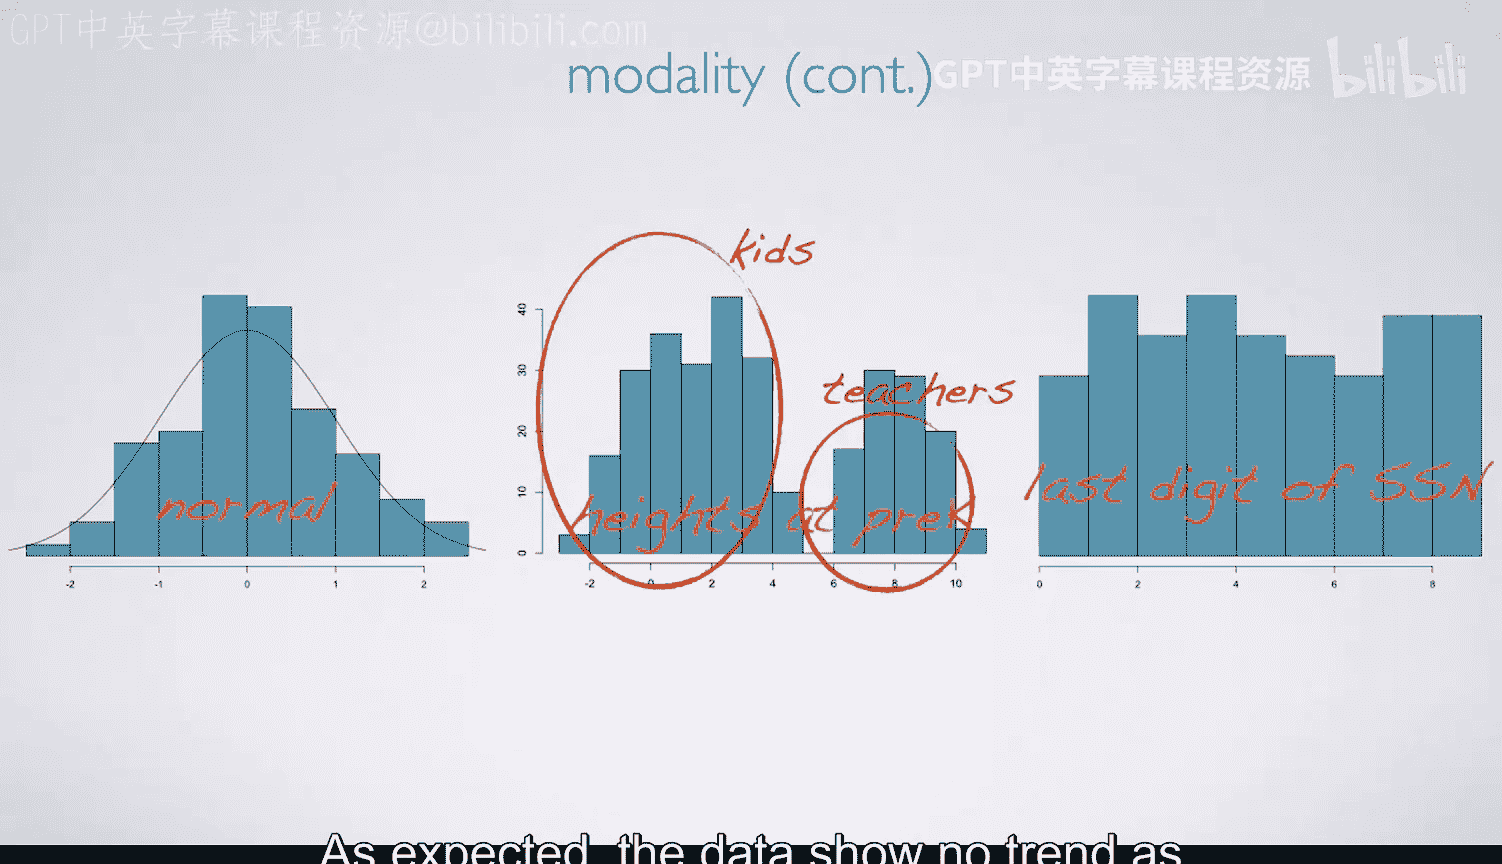 GPT中英字幕课程资源@bilibili.com
modality (cont.)
GPT中英字幕课程资源 bilibili
kids
teachers
normal
heights at preK
last digit of SSN
40
30
20
10
0
-2 -1 0 1 2
-2 0 2 4 6 8 10
0 2 4 6 8
As expected, the data show no trend as